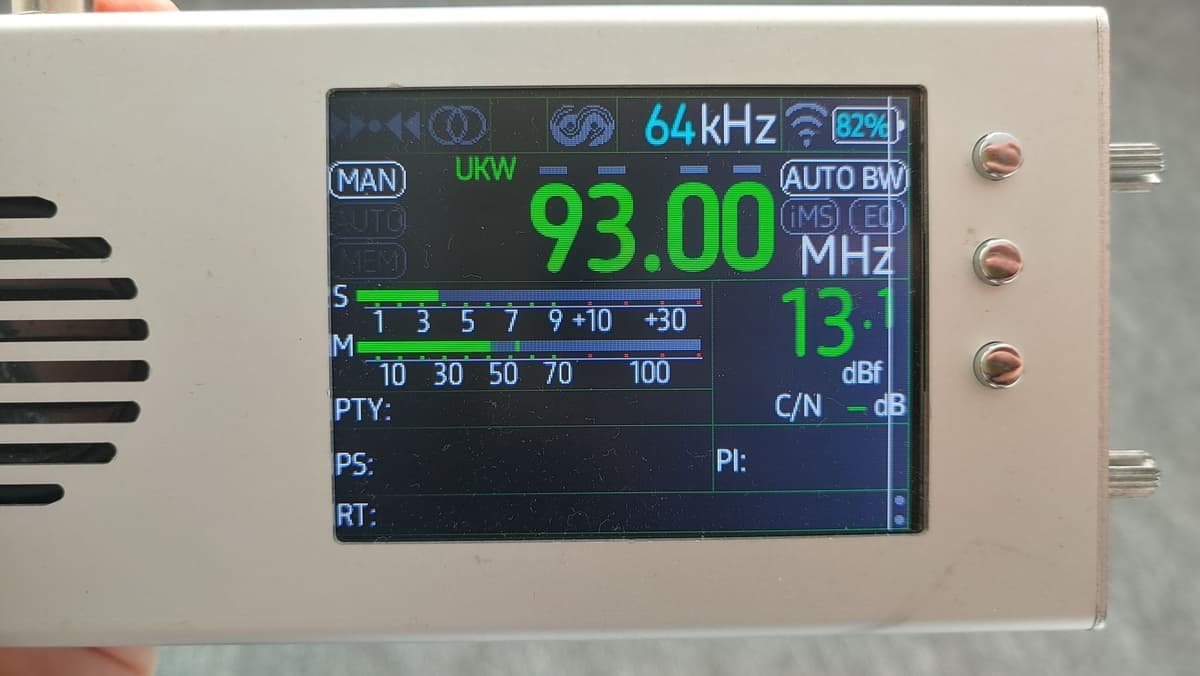 64kHz 82%
MAN UKW AUTO BW
93.00
AUTO iMS EQ
MEM MHz
S
1 3 5 7 9 +10 +30
13.1
M
10 30 50 70 100
dBf
PTY: C/N – dB
PS: PI:
RT: